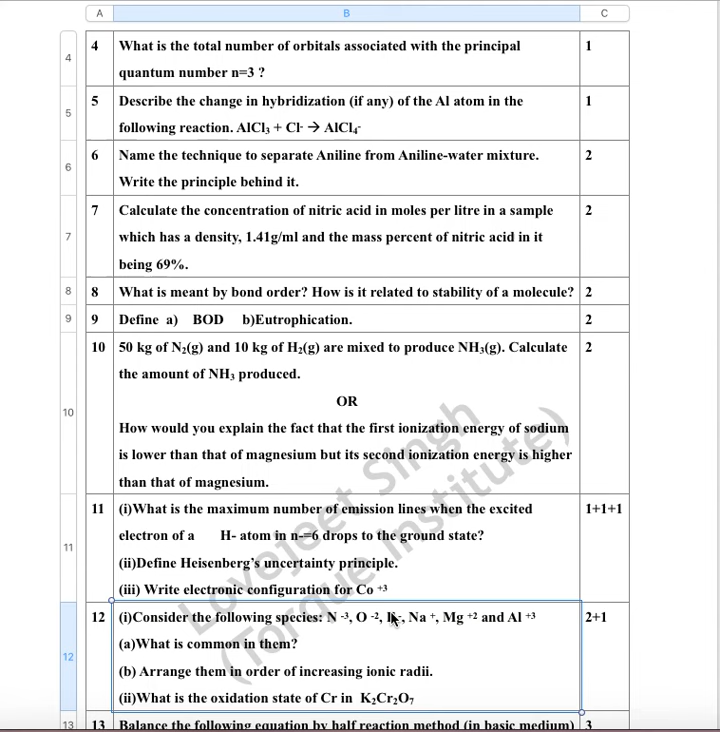 A B C
4 4 What is the total number of orbitals associated with the principal 1
quantum number n=3 ?
5 5 Describe the change in hybridization (if any) of the Al atom in the 1
following reaction. AlCl₃ + Cl⁻ → AlCl₄⁻
6 6 Name the technique to separate Aniline from Aniline-water mixture. 2
Write the principle behind it.
7 7 Calculate the concentration of nitric acid in moles per litre in a sample 2
which has a density, 1.41g/ml and the mass percent of nitric acid in it
being 69%.
8 8 What is meant by bond order? How is it related to stability of a molecule? 2
9 9 Define a) BOD b)Eutrophication. 2
10 10 50 kg of N₂(g) and 10 kg of H₂(g) are mixed to produce NH₃(g). Calculate 2
the amount of NH₃ produced.
OR
How would you explain the fact that the first ionization energy of sodium
is lower than that of magnesium but its second ionization energy is higher
than that of magnesium.
11 11 (i)What is the maximum number of emission lines when the excited 1+1+1
electron of a H- atom in n-=6 drops to the ground state?
(ii)Define Heisenberg's uncertainty principle.
(iii) Write electronic configuration for Co ⁺³
12 12 (i)Consider the following species: N ⁻³, O ⁻², Na ⁺, Mg ⁺² and Al ⁺³ 2+1
(a)What is common in them?
(b) Arrange them in order of increasing ionic radii.
(ii)What is the oxidation state of Cr in K₂Cr₂O₇
13 13 Balance the following equation by half reaction method (in basic medium) 3
Lovejeet Singh
(Torque Institute)